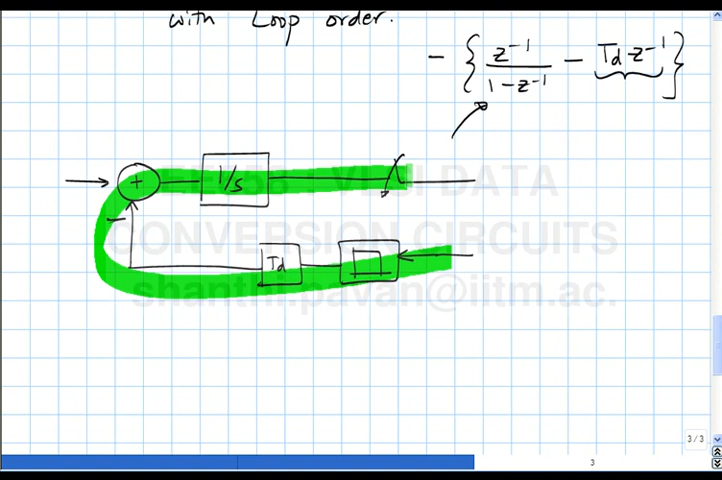 with Loop order.
- { z⁻¹ / 1 - z⁻¹ - Td z⁻¹ }
+ 1/s
-
Td
EE658 : VLSI DATA
CONVERSION CIRCUITS
shanthi.pavan@iitm.ac.
3 / 3
3